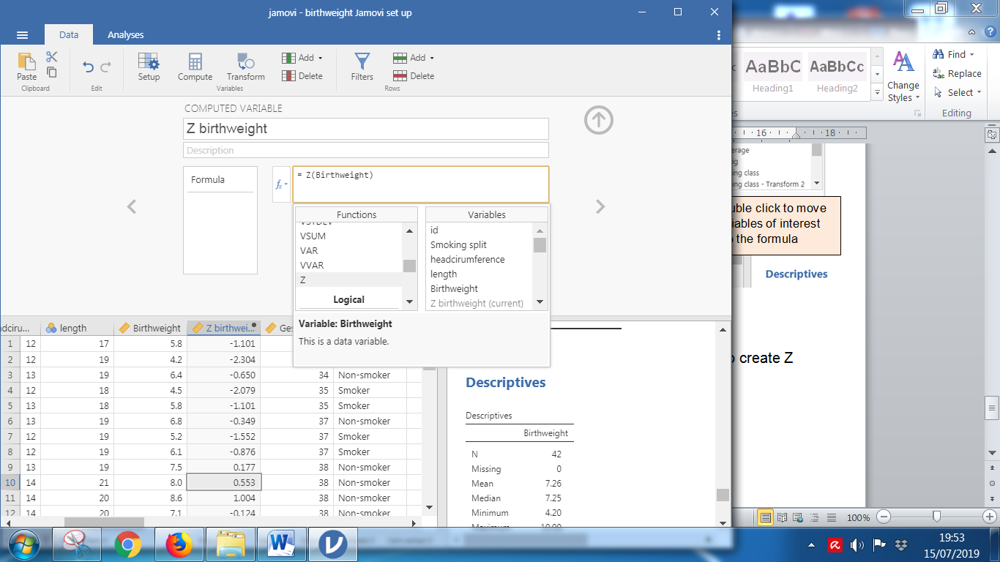 jamovi - birthweight Jamovi set up
Data Analyses
Paste Setup Compute Transform Add Delete Filters Add Delete
Clipboard Edit Variables Rows
COMPUTED VARIABLE
Z birthweight
Description
Formula
fx
= Z(Birthweight)
Functions Variables
VSTDEV id
VSUM Smoking split
VAR headcirumference
VVAR length
Z Birthweight
Logical Z birthweight (current)
Variable: Birthweight
This is a data variable.
adciru... length Birthweight Z birthwei... Ges
1 12 17 5.8 -1.101
2 12 19 4.2 -2.304
3 13 19 6.4 -0.650 34 Non-smoker
4 12 18 4.5 -2.079 35 Smoker
5 13 18 5.8 -1.101 35 Smoker
6 13 19 6.8 -0.349 37 Non-smoker
7 12 19 5.2 -1.552 37 Smoker
8 12 19 6.1 -0.876 37 Smoker
9 13 19 7.5 0.177 38 Non-smoker
10 14 21 8.0 0.553 38 Non-smoker
11 14 20 8.6 1.004 38 Non-smoker
12 14 20 7.1 -0.124 38 Non-smoker
Descriptives
Descriptives
Birthweight
N 42
Missing 0
Mean 7.26
Median 7.25
Minimum 4.20
Maximum 10.00
AaBbC AaBbCc
Heading1 Heading2
Change
Styles
Find
Replace
Select
Editing
16 18
erage
ng class
ng class - Transform 2
uble click to move
iables of interest
the formula
Descriptives
create Z
100%
19:53
15/07/2019